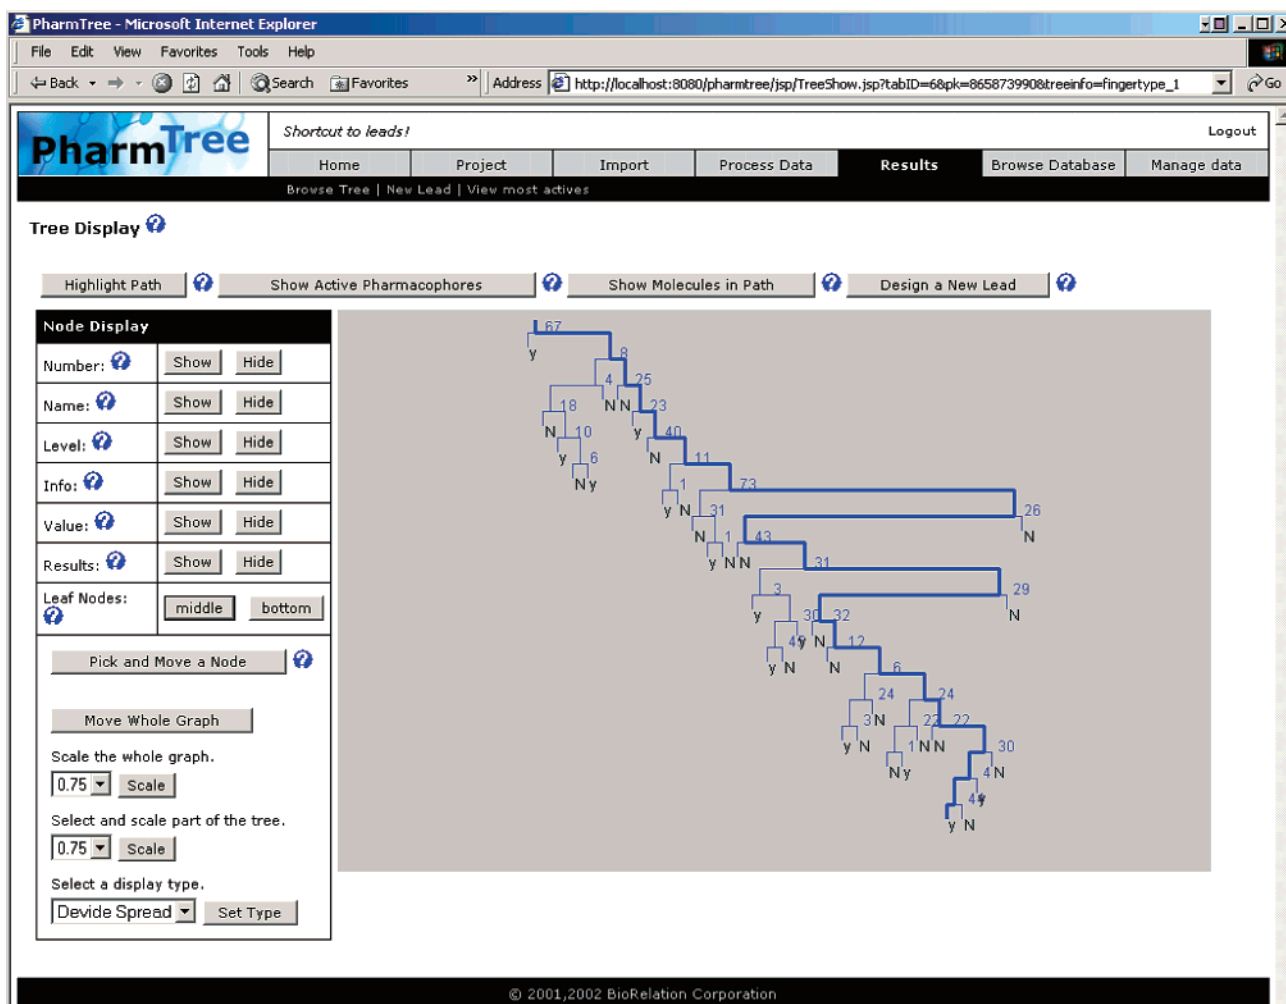 PharmTree - Microsoft Internet Explorer
File Edit View Favorites Tools Help
Back Search Favorites » Address http://localhost:8080/pharmtree/jsp/TreeShow.jsp?tabID=6&pk=865873990&treeinfo=fingertype_1 Go
PharmTree
Shortcut to leads! Logout
Home Project Import Process Data Results Browse Database Manage data
Browse Tree | New Lead | View most actives
Tree Display ?
Highlight Path ? Show Active Pharmacophores ? Show Molecules in Path ? Design a New Lead ?
Node Display
Number: ? Show Hide
Name: ? Show Hide
Level: ? Show Hide
Info: ? Show Hide
Value: ? Show Hide
Results: ? Show Hide
Leaf Nodes: ? middle bottom
Pick and Move a Node ?
Move Whole Graph
Scale the whole graph.
0.75 Scale
Select and scale part of the tree.
0.75 Scale
Select a display type.
Devide Spread Set Type
67
y 8
4 25
18 N N 23
N 10 y 40
y 6 N 11
N y 1 73
y N 31 26
N 1 43 N
y N N 31
3 29
y 30 32 N
y N 12
y N N 6
24 24
3 N 22 N N 22
y N 1 30
N y 4 N
y
y N
© 2001,2002 BioRelation Corporation